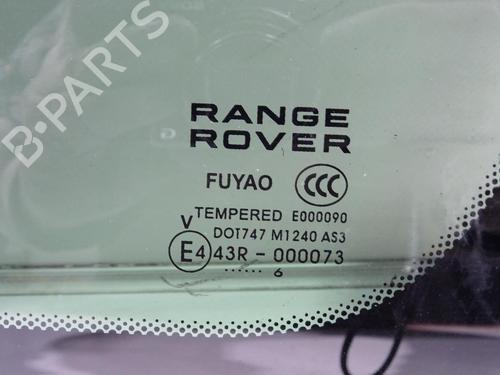 B-PARTS
RANGE
ROVER
FUYAO CCC
TEMPERED E000090
V DOT747 M1240 AS3
E4 43R - 000073
...... 6